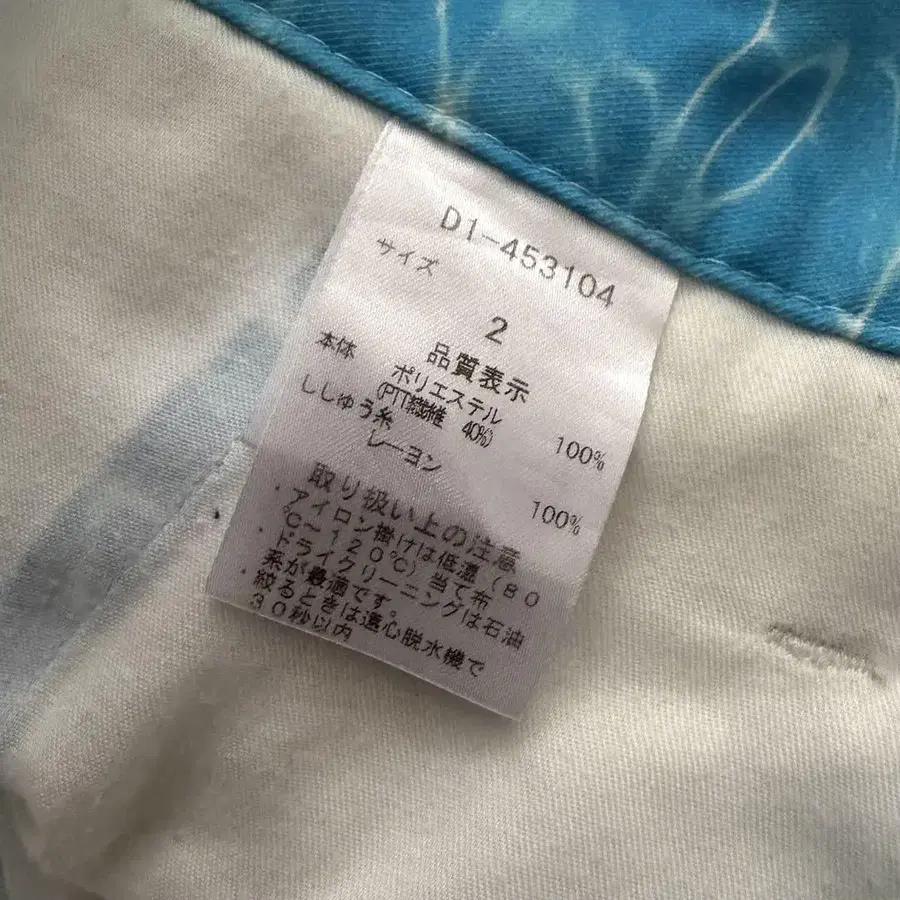 D1-453104
サイズ
2
品質表示
本体 ポリエステル 100%
(PTT繊維 40%)
ししゅう糸
レーヨン 100%
取り扱い上の注意
・アイロン掛けは低温（80
℃〜120℃）当て布
・ドライクリーニングは石油
系が最適です。
・絞るときは遠心脱水機で
30秒以内